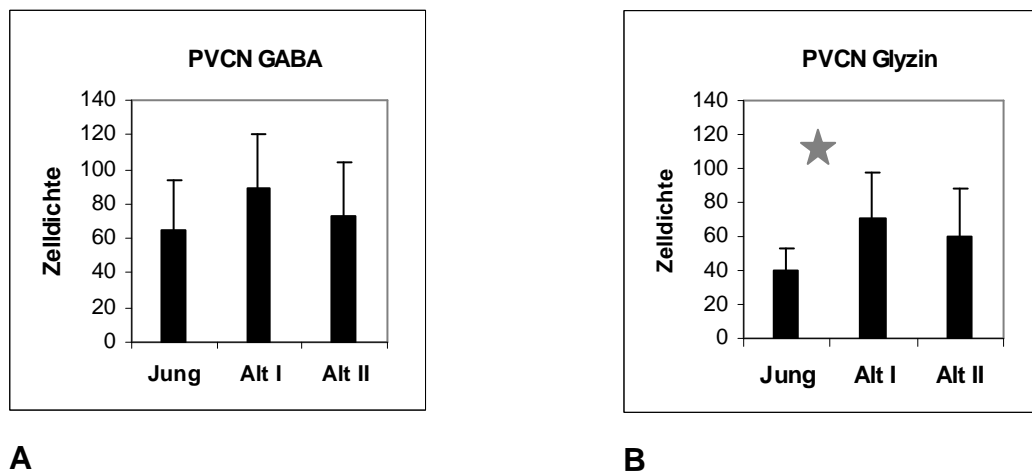 PVCN GABA
140
120
100
80
60
40
20
0
Zelldichte
Jung Alt I Alt II
A
PVCN Glyzin
140
120
100
80
60
40
20
0
Zelldichte
Jung Alt I Alt II
B